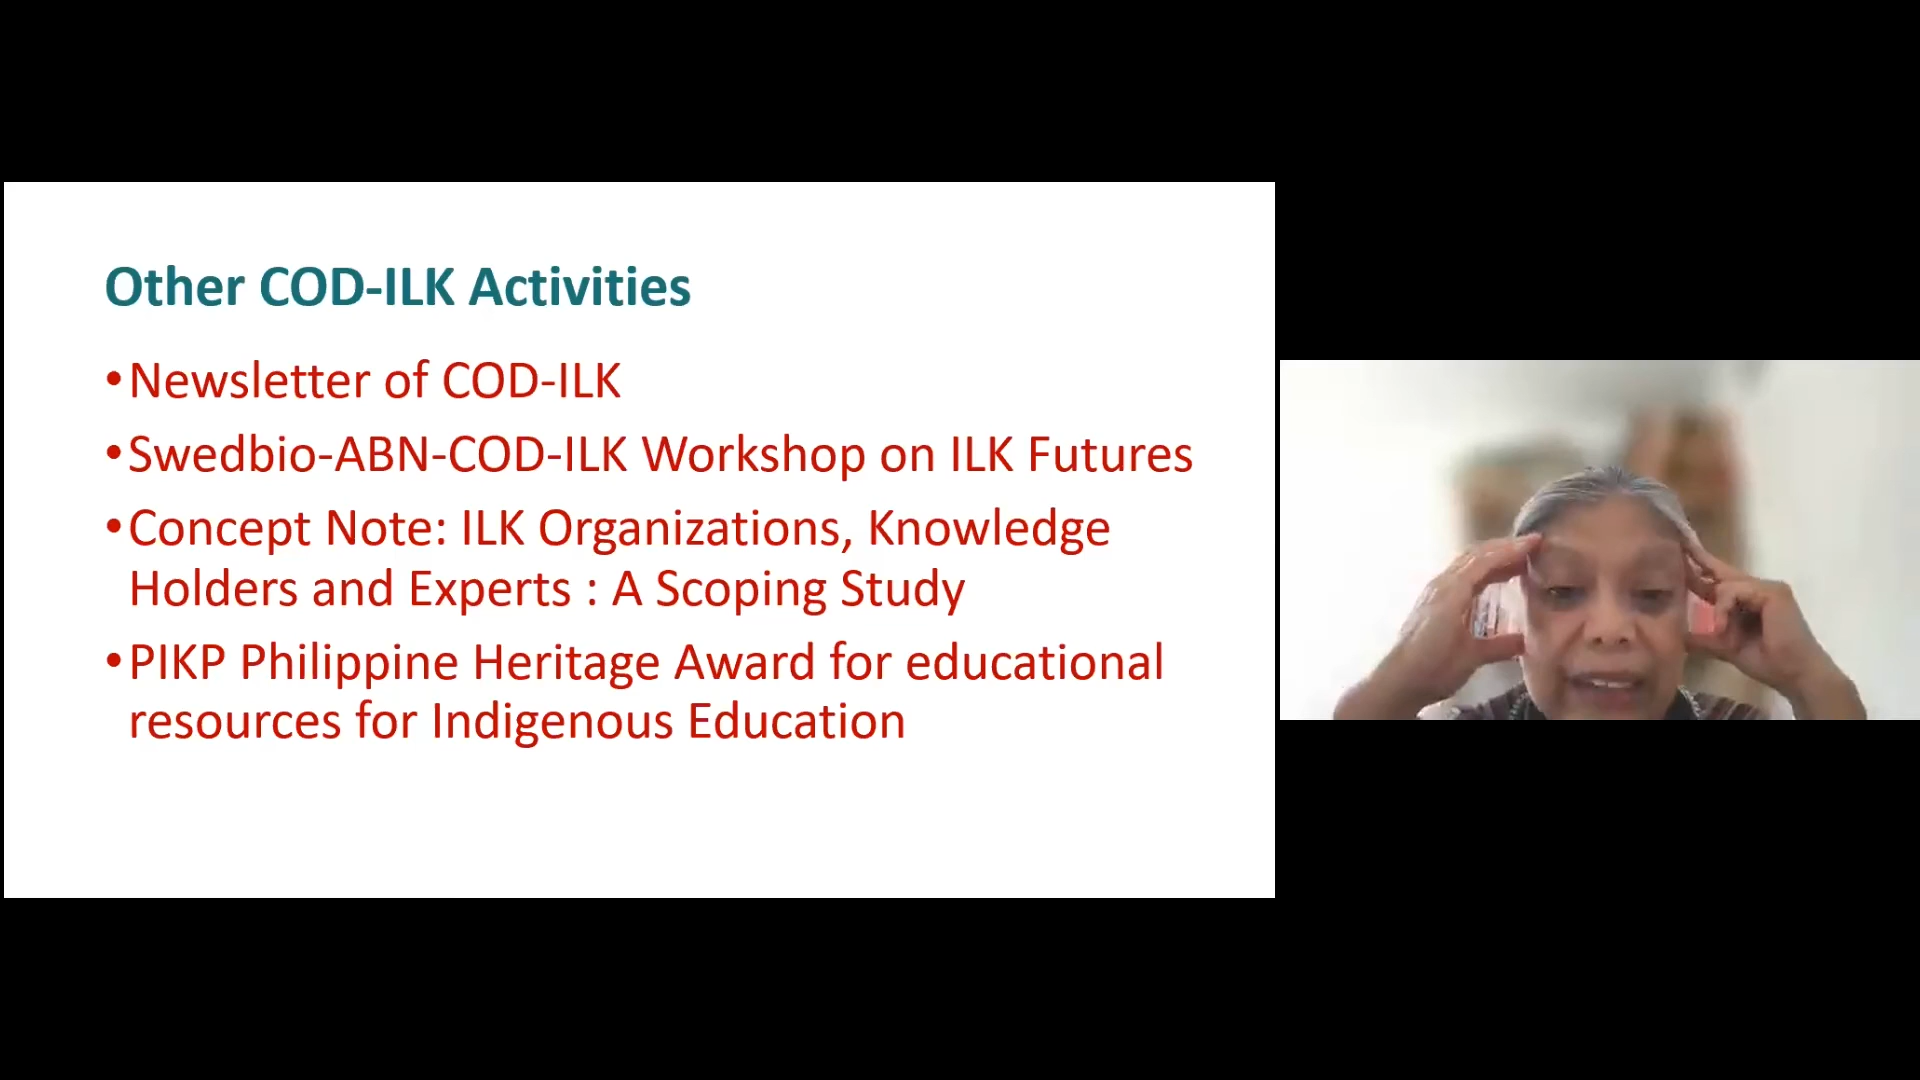 Other COD-ILK Activities
•Newsletter of COD-ILK
•Swedbio-ABN-COD-ILK Workshop on ILK Futures
•Concept Note: ILK Organizations, Knowledge
Holders and Experts : A Scoping Study
•PIKP Philippine Heritage Award for educational
resources for Indigenous Education